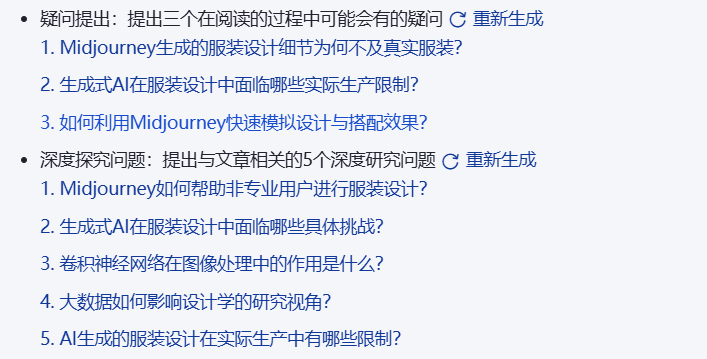 • 疑问提出：提出三个在阅读的过程中可能会有的疑问 重新生成
1. Midjourney生成的服装设计细节为何不及真实服装？
2. 生成式AI在服装设计中面临哪些实际生产限制？
3. 如何利用Midjourney快速模拟设计与搭配效果？
• 深度探究问题：提出与文章相关的5个深度研究问题 重新生成
1. Midjourney如何帮助非专业用户进行服装设计？
2. 生成式AI在服装设计中面临哪些具体挑战？
3. 卷积神经网络在图像处理中的作用是什么？
4. 大数据如何影响设计学的研究视角？
5. AI生成的服装设计在实际生产中有哪些限制？